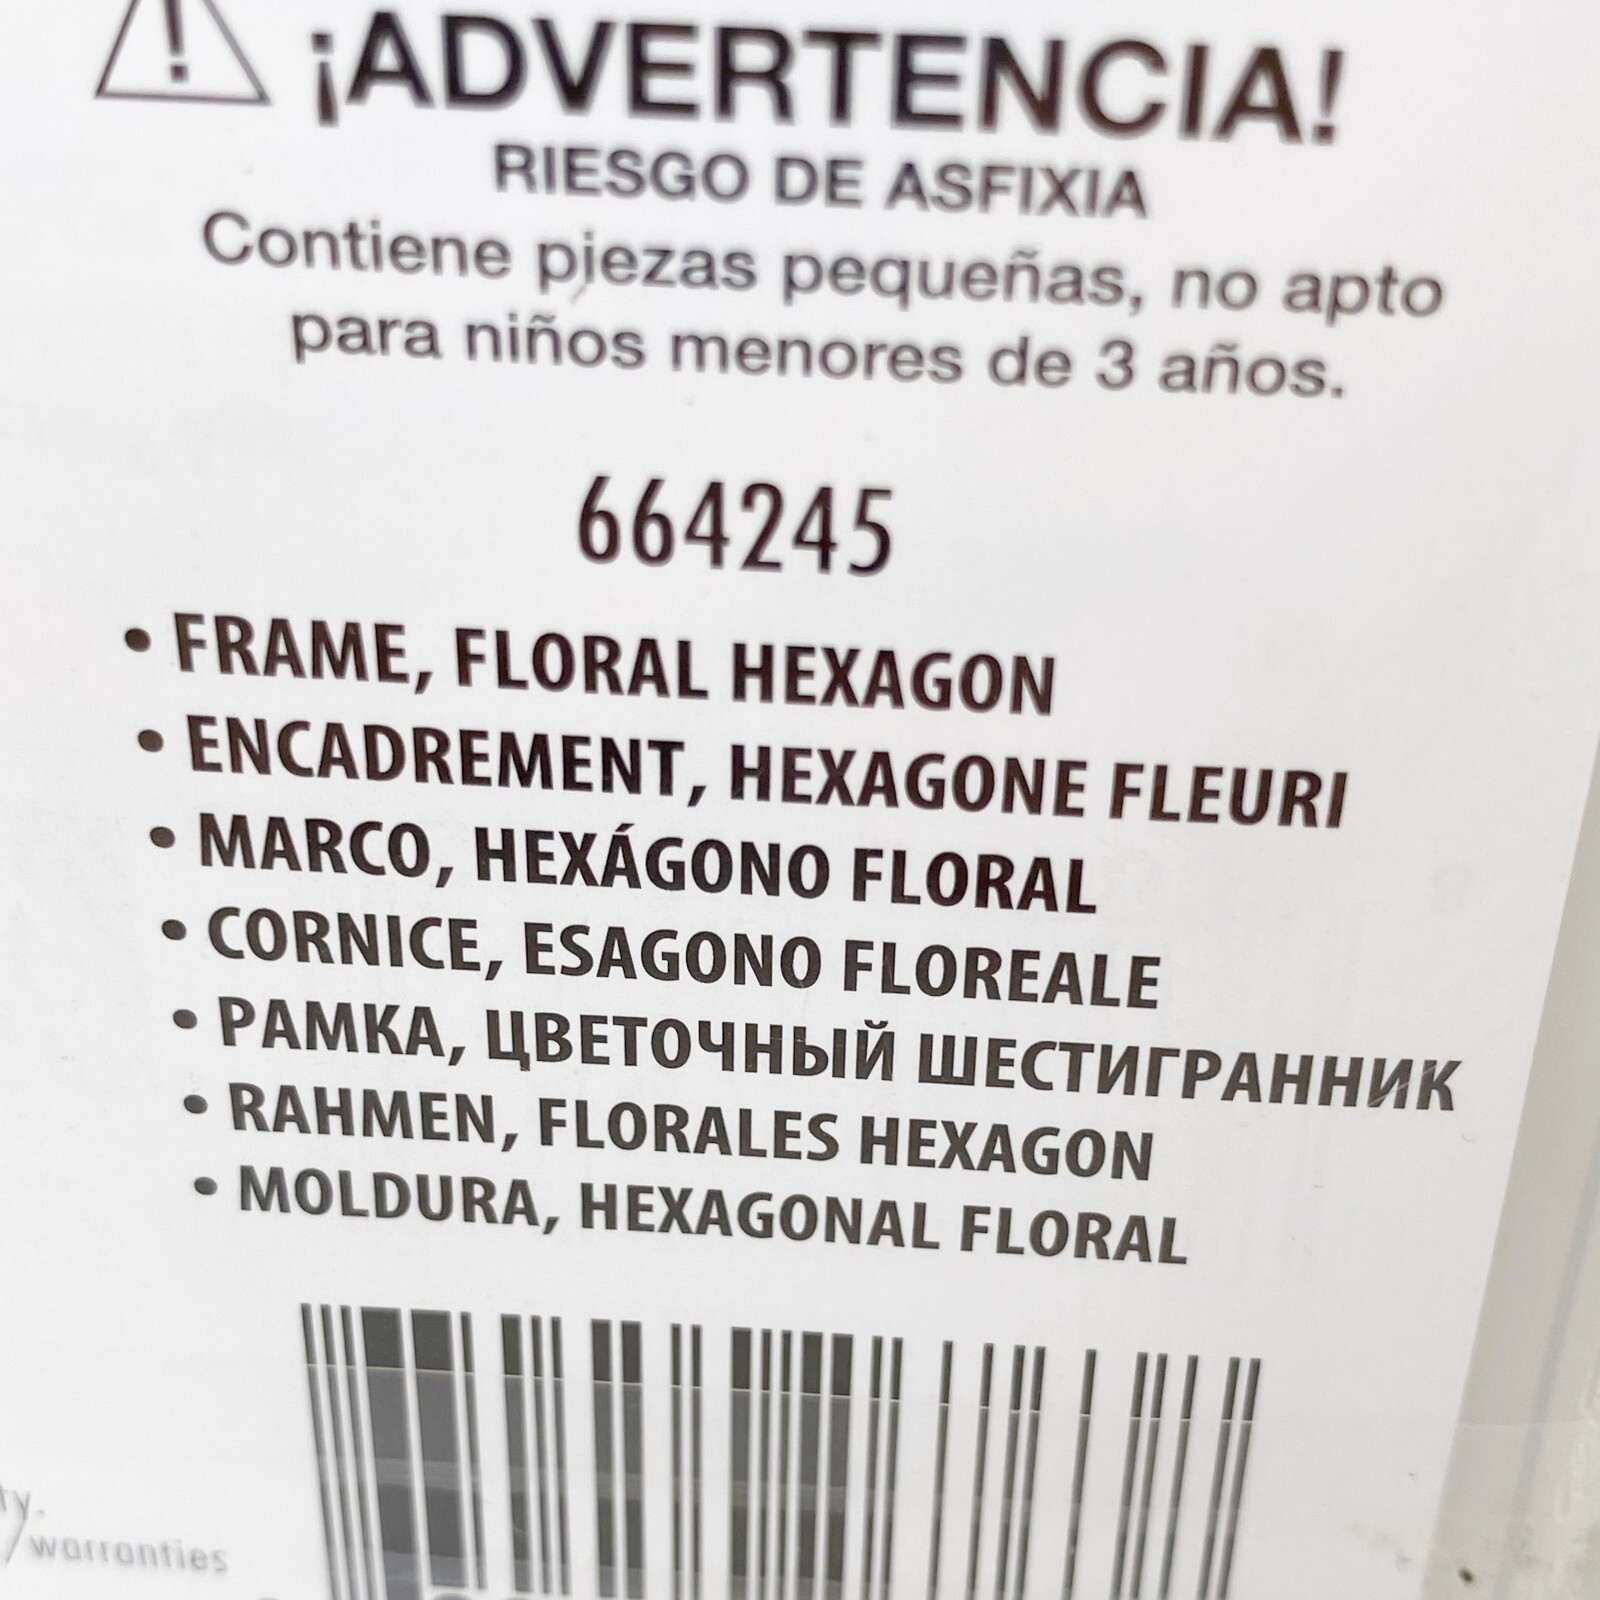 ¡ADVERTENCIA!
RIESGO DE ASFIXIA
Contiene piezas pequeñas, no apto
para niños menores de 3 años.
664245
• FRAME, FLORAL HEXAGON
• ENCADREMENT, HEXAGONE FLEURI
• MARCO, HEXÁGONO FLORAL
• CORNICE, ESAGONO FLOREALE
• РАМКА, ЦВЕТОЧНЫЙ ШЕСТИГРАННИК
• RAHMEN, FLORALES HEXAGON
• MOLDURA, HEXAGONAL FLORAL
/warranties